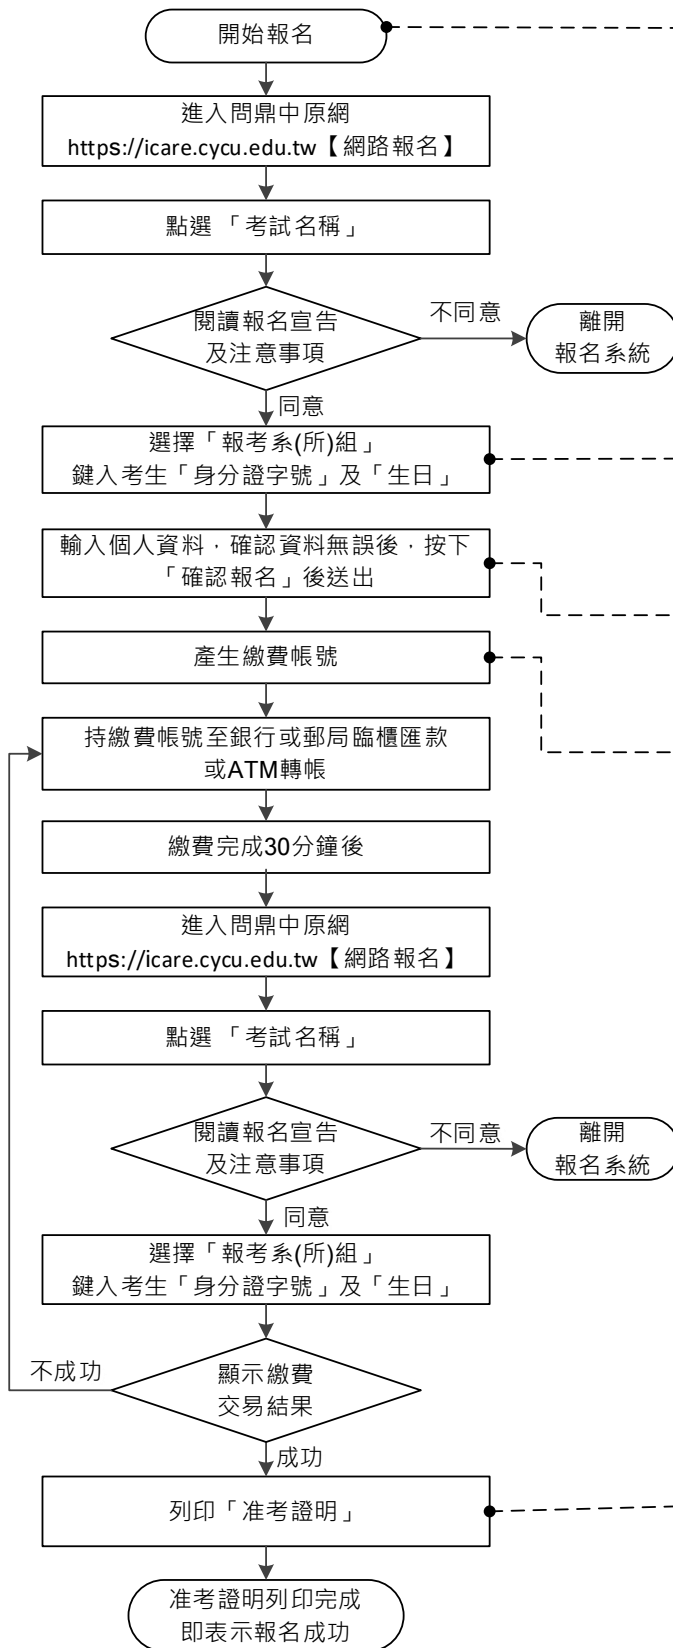 開始報名
進入問鼎中原網
https://icare.cycu.edu.tw【網路報名】
點選 「考試名稱」
閱讀報名宣告
及注意事項
不同意
離開
報名系統
同意
選擇「報考系(所)組」
鍵入考生「身分證字號」及「生日」
輸入個人資料，確認資料無誤後，按下
「確認報名」後送出
產生繳費帳號
持繳費帳號至銀行或郵局臨櫃匯款
或ATM轉帳
繳費完成30分鐘後
進入問鼎中原網
https://icare.cycu.edu.tw【網路報名】
點選 「考試名稱」
閱讀報名宣告
及注意事項
不同意
離開
報名系統
同意
選擇「報考系(所)組」
鍵入考生「身分證字號」及「生日」
不成功
顯示繳費
交易結果
成功
列印「准考證明」
准考證明列印完成
即表示報名成功